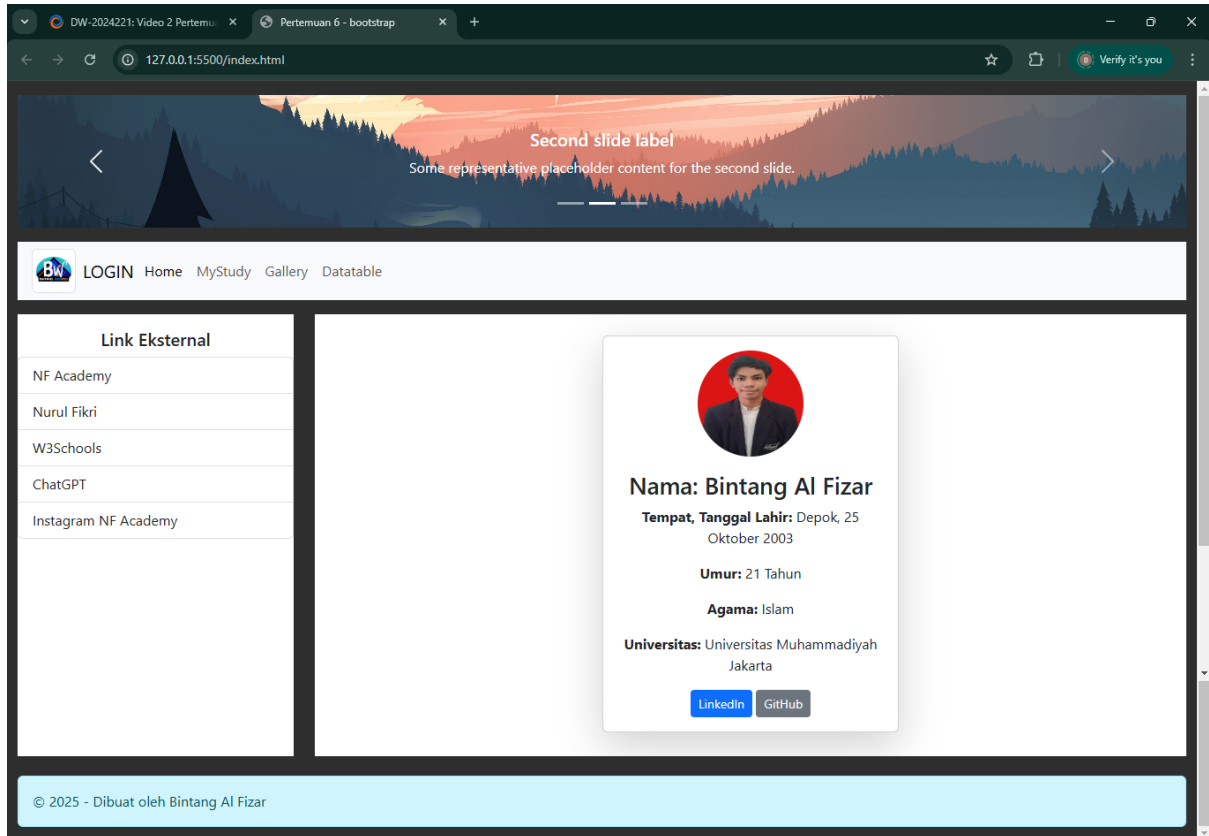 DW-2024221: Video 2 Pertemu
Pertemuan 6 - bootstrap
127.0.0.1:5500/index.html
Verify it's you
Second slide label
Some representative placeholder content for the second slide.
BW
LOGIN Home MyStudy Gallery Datatable
Link Eksternal
NF Academy
Nurul Fikri
W3Schools
ChatGPT
Instagram NF Academy
Nama: Bintang Al Fizar
Tempat, Tanggal Lahir: Depok, 25
Oktober 2003
Umur: 21 Tahun
Agama: Islam
Universitas: Universitas Muhammadiyah
Jakarta
LinkedIn GitHub
© 2025 - Dibuat oleh Bintang Al Fizar